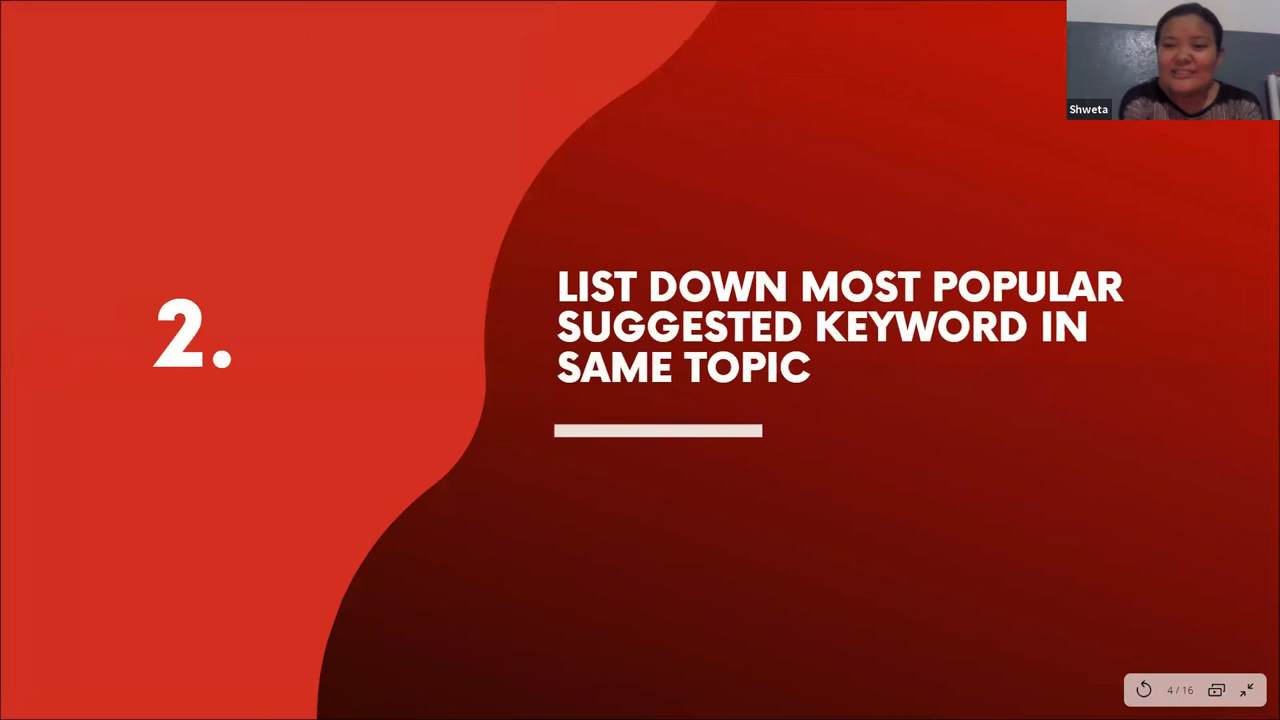 Shweta
2.
LIST DOWN MOST POPULAR
SUGGESTED KEYWORD IN
SAME TOPIC
4 / 16